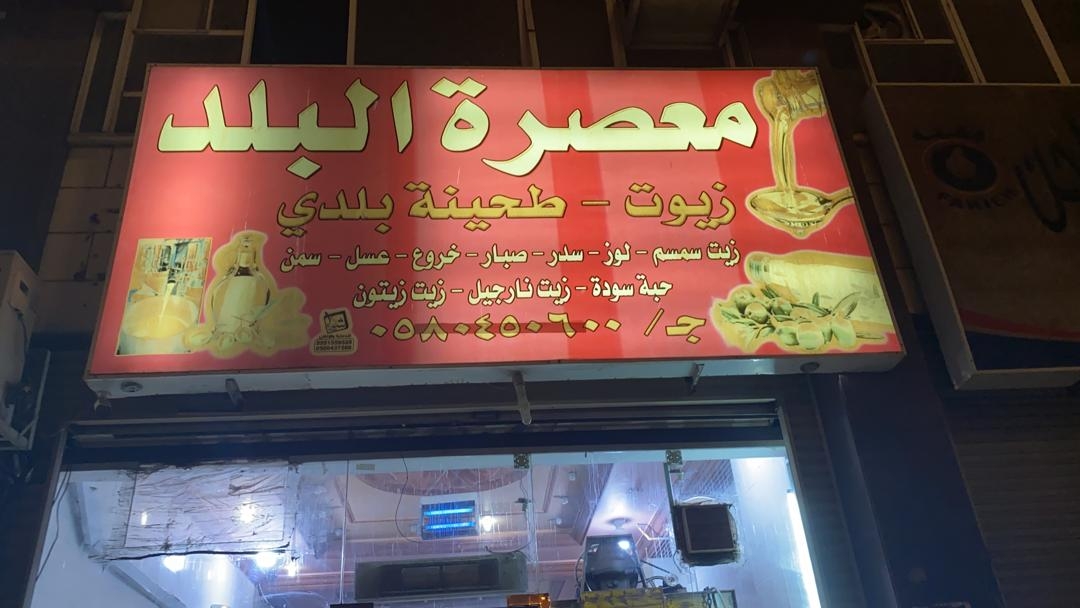 معصرة البلد
زيوت - طحينة بلدي
زيت سمسم - لوز - سدر - صبار - خروع - عسل - سمن
حبة سودة - زيت نارجيل - زيت زيتون
جـ/ ٠٥٨٠٤٥٠٦٠٠